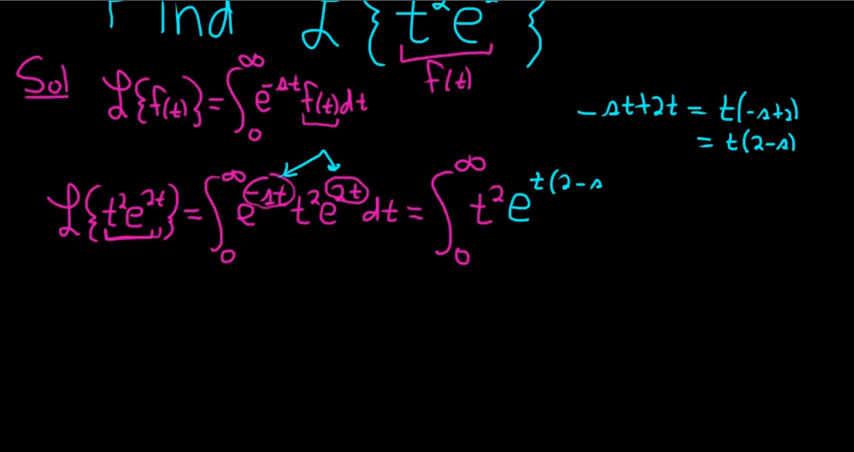 Find ℒ{t²e }
f(t)
Sol ℒ{f(t)} = ∫₀^∞ e^{-st} f(t)dt
-st+2t = t(-s+2)
= t(2-s)
ℒ{t²e^{2t}} = ∫₀^∞ e^{-st} t² e^{2t} dt = ∫₀^∞ t² e^{t(2-s